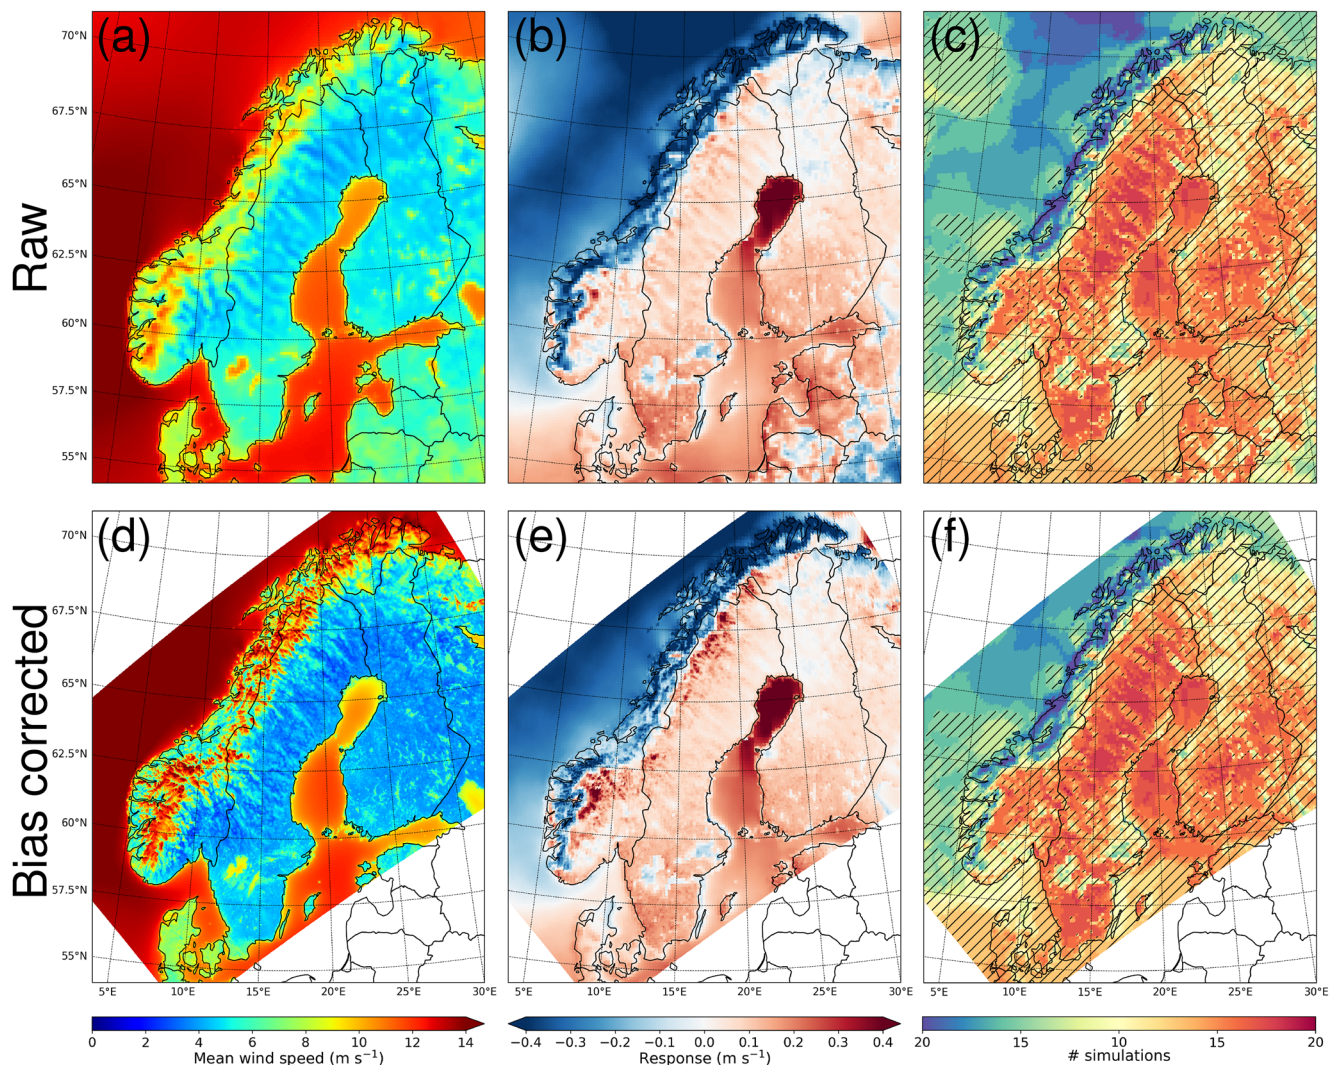 (a) (b) (c)
Raw
70°N
67.5°N
65°N
62.5°N
60°N
57.5°N
55°N
(d) (e) (f)
Bias corrected
70°N
67.5°N
65°N
62.5°N
60°N
57.5°N
55°N
5°E 10°E 15°E 20°E 25°E 30°E 5°E 10°E 15°E 20°E 25°E 30°E 5°E 10°E 15°E 20°E 25°E 30°E
0 2 4 6 8 10 12 14 −0.4 −0.3 −0.2 −0.1 0.0 0.1 0.2 0.3 0.4 20 15 10 15 20
Mean wind speed (m s⁻¹) Response (m s⁻¹) # simulations